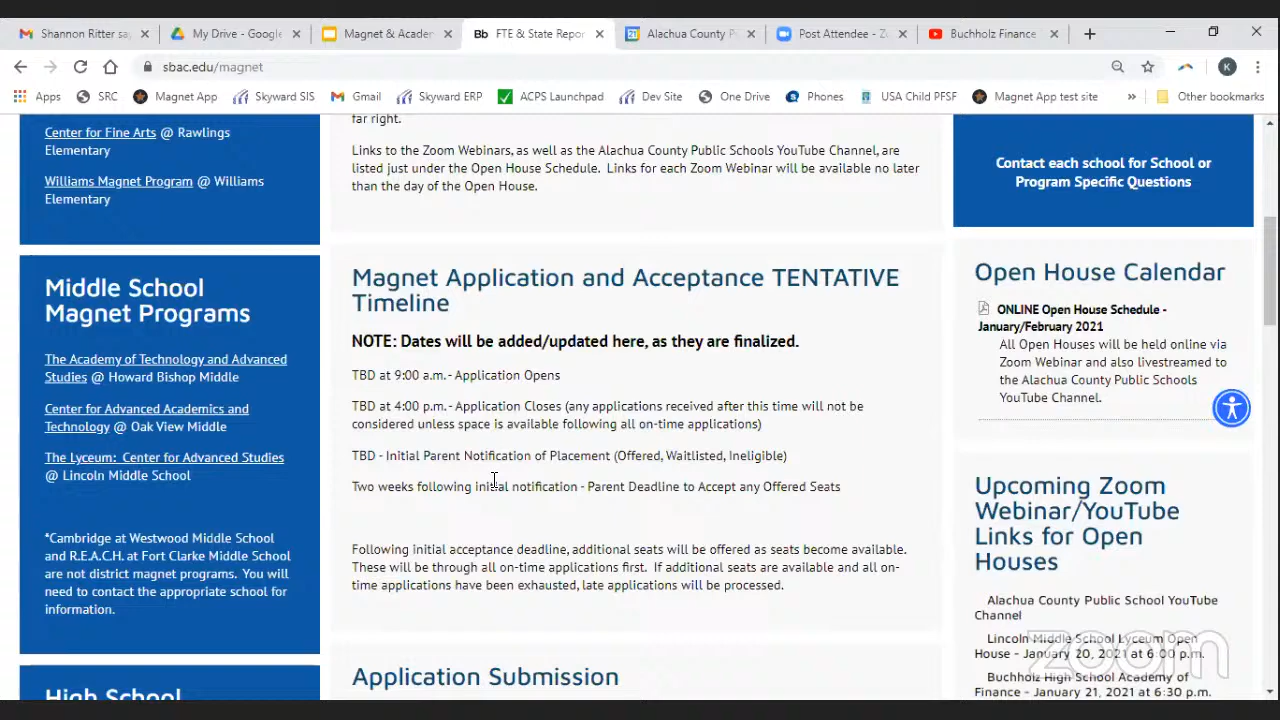 Shannon Ritter say
My Drive - Google
Magnet & Acader
Bb FTE & State Repor
Alachua County P
Post Attendee - Z
Buchholz Finance
sbac.edu/magnet
K
Apps
SRC
Magnet App
Skyward SIS
Gmail
Skyward ERP
ACPS Launchpad
Dev Site
One Drive
Phones
USA Child PFSF
Magnet App test site
»
Other bookmarks
Center for Fine Arts @ Rawlings
Elementary
Williams Magnet Program @ Williams
Elementary
Middle School
Magnet Programs
The Academy of Technology and Advanced
Studies @ Howard Bishop Middle
Center for Advanced Academics and
Technology @ Oak View Middle
The Lyceum: Center for Advanced Studies
@ Lincoln Middle School
*Cambridge at Westwood Middle School
and R.E.A.C.H. at Fort Clarke Middle School
are not district magnet programs. You will
need to contact the appropriate school for
information.
High School
far right.
Links to the Zoom Webinars, as well as the Alachua County Public Schools YouTube Channel, are
listed just under the Open House Schedule. Links for each Zoom Webinar will be available no later
than the day of the Open House.
Magnet Application and Acceptance TENTATIVE
Timeline
NOTE: Dates will be added/updated here, as they are finalized.
TBD at 9:00 a.m.- Application Opens
TBD at 4:00 p.m.- Application Closes (any applications received after this time will not be
considered unless space is available following all on-time applications)
TBD - Initial Parent Notification of Placement (Offered, Waitlisted, Ineligible)
Two weeks following initial notification - Parent Deadline to Accept any Offered Seats
Following initial acceptance deadline, additional seats will be offered as seats become available.
These will be through all on-time applications first. If additional seats are available and all on-
time applications have been exhausted, late applications will be processed.
Application Submission
Contact each school for School or
Program Specific Questions
Open House Calendar
ONLINE Open House Schedule -
January/February 2021
All Open Houses will be held online via
Zoom Webinar and also livestreamed to
the Alachua County Public Schools
YouTube Channel.
Upcoming Zoom
Webinar/YouTube
Links for Open
Houses
Alachua County Public School YouTube
Channel
Lincoln Middle School Lyceum Open
House - January 20, 2021 at 6:00 p.m.
Buchholz High School Academy of
Finance - January 21, 2021 at 6:30 p.m.
zoom